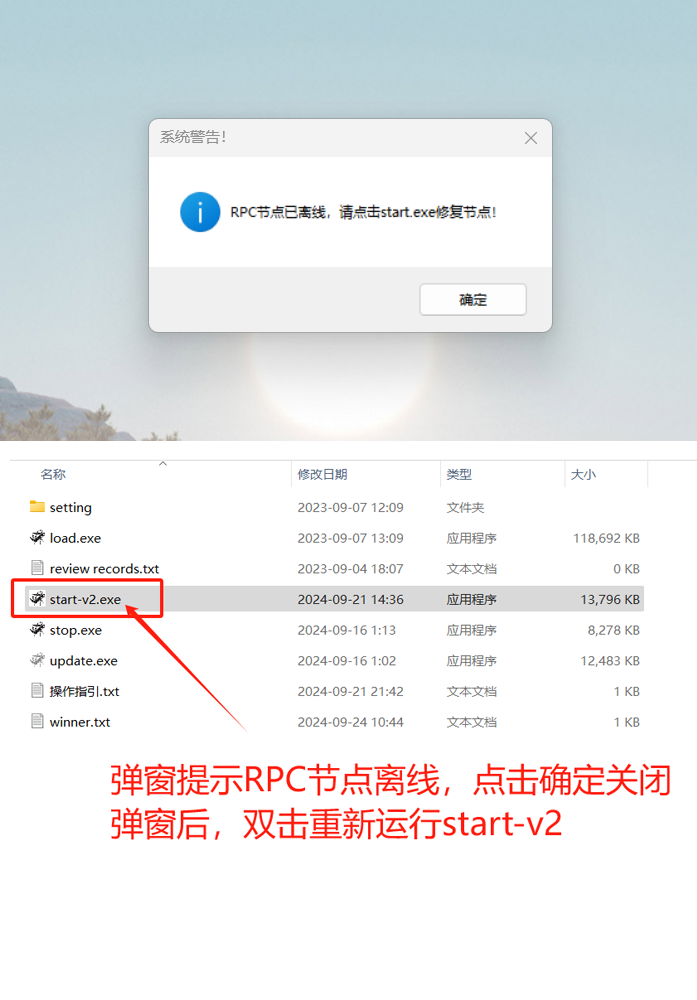 系统警告!
RPC节点已离线，请点击start.exe修复节点!
确定
名称 修改日期 类型 大小
setting 2023-09-07 12:09 文件夹
load.exe 2023-09-07 13:09 应用程序 118,692 KB
review records.txt 2023-09-04 18:07 文本文档 0 KB
start-v2.exe 2024-09-21 14:36 应用程序 13,796 KB
stop.exe 2024-09-16 1:13 应用程序 8,278 KB
update.exe 2024-09-16 1:02 应用程序 12,483 KB
操作指引.txt 2024-09-21 21:42 文本文档 1 KB
winner.txt 2024-09-24 10:44 文本文档 1 KB
弹窗提示RPC节点离线，点击确定关闭
弹窗后，双击重新运行start-v2